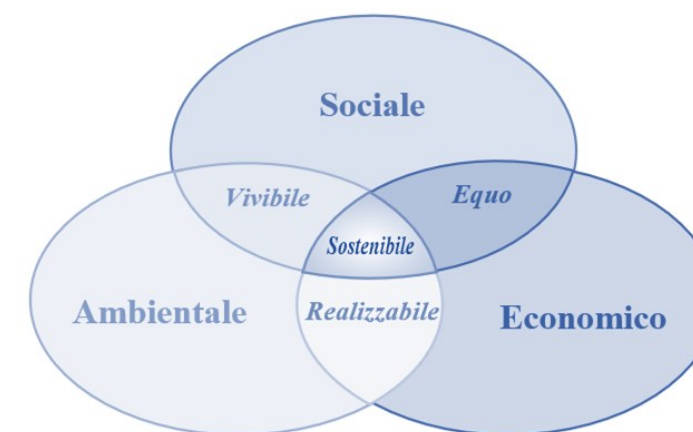 Sociale
Vivibile
Equo
Sostenibile
Ambientale
Realizzabile
Economico